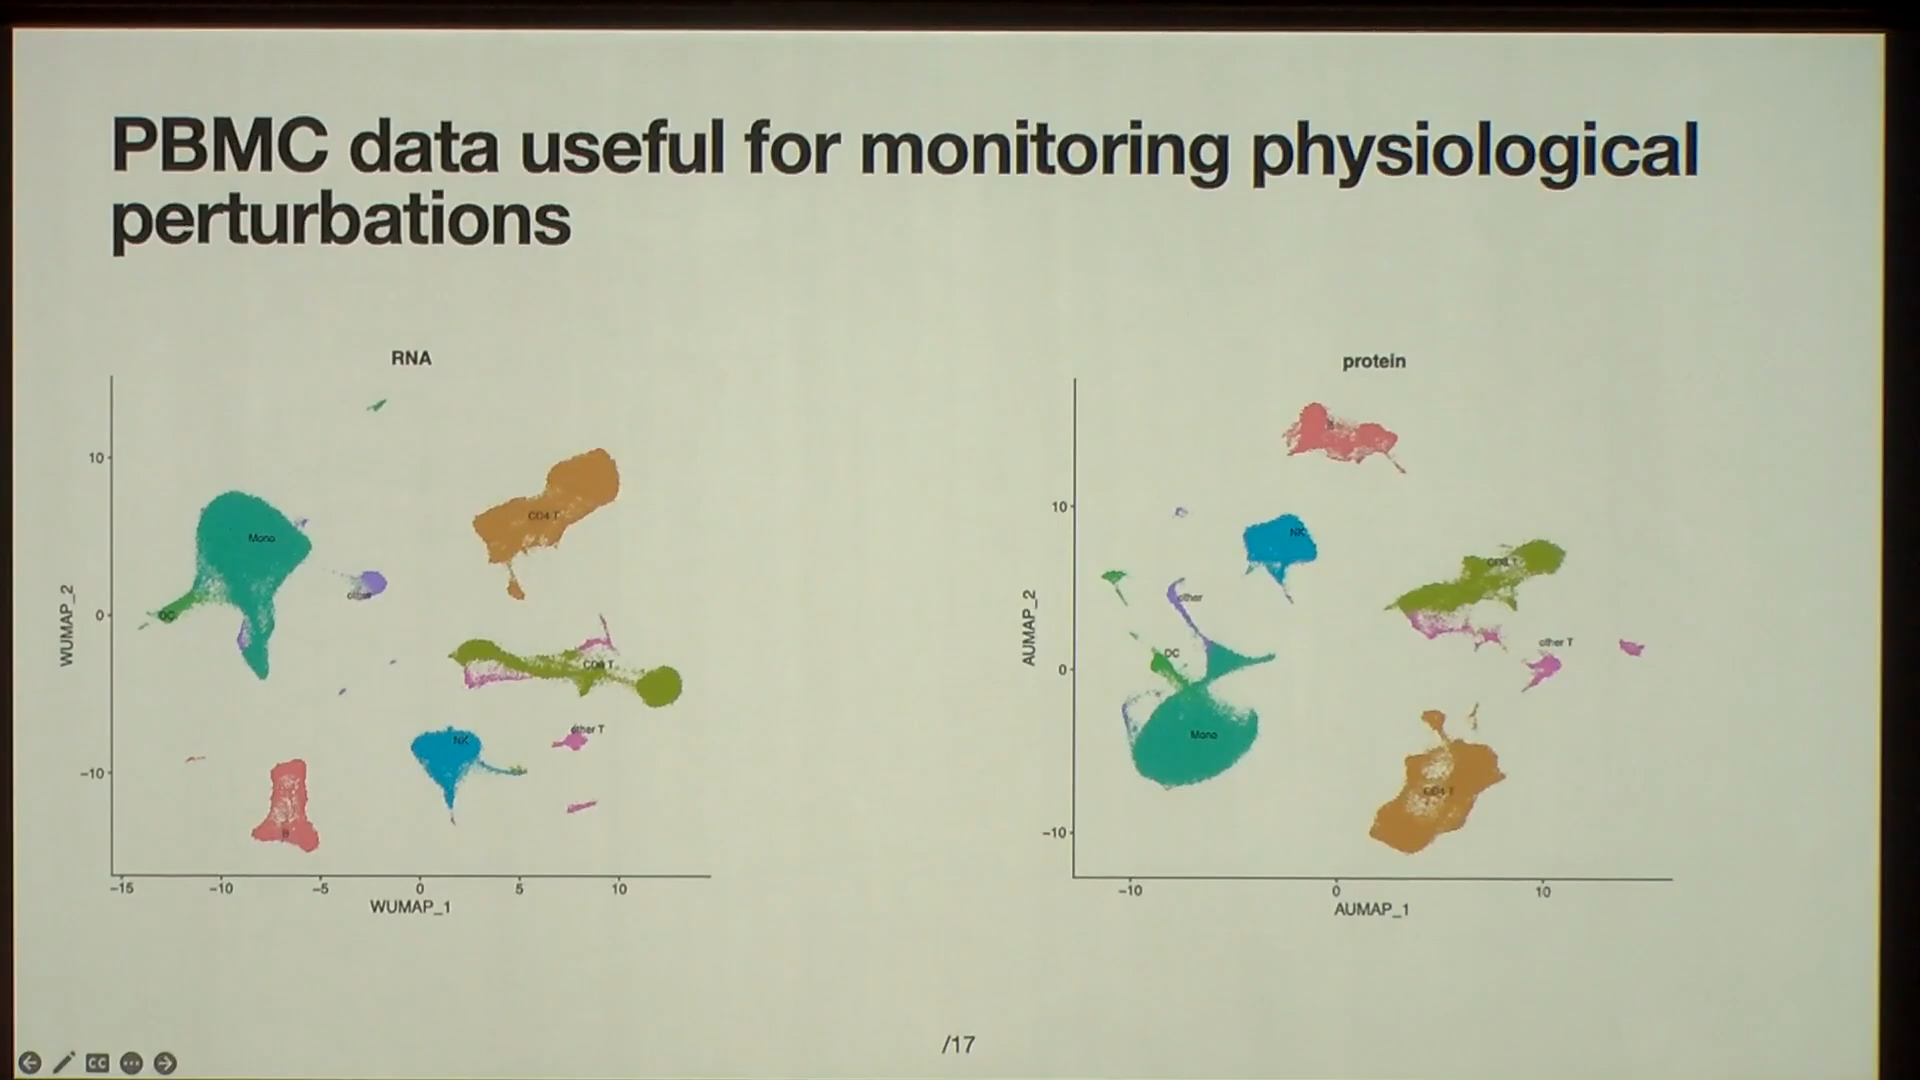 PBMC data useful for monitoring physiological
perturbations
RNA
10
0
−10
WUMAP_2
Mono
DC
other
CD4 T
CD8 T
other T
NK
B
−15 −10 −5 0 5 10
WUMAP_1
protein
10
0
−10
AUMAP_2
B
NK
CD8 T
other
other T
DC
Mono
CD4 T
−10 0 10
AUMAP_1
/17
CC